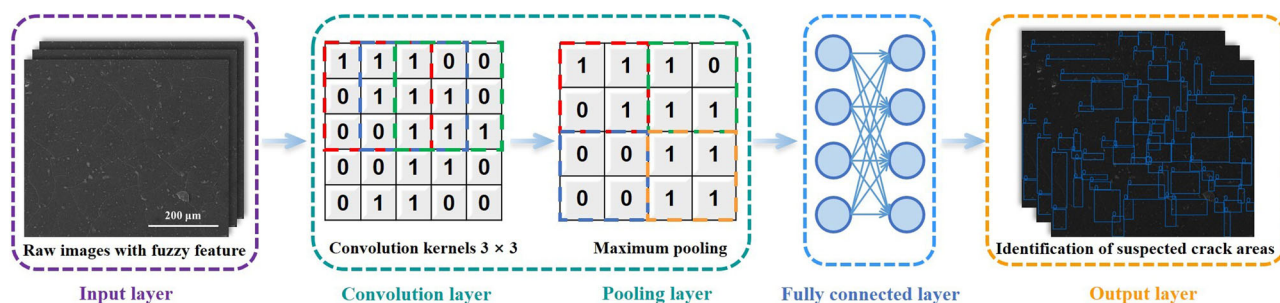 1 1 1 0 0
0 1 1 1 0
0 0 1 1 1
0 0 1 1 0
0 1 1 0 0
1 1 1 0
0 1 1 1
0 0 1 1
0 0 1 1
200 μm
Raw images with fuzzy feature
Convolution kernels 3 × 3
Maximum pooling
Identification of suspected crack areas
Input layer
Convolution layer
Pooling layer
Fully connected layer
Output layer